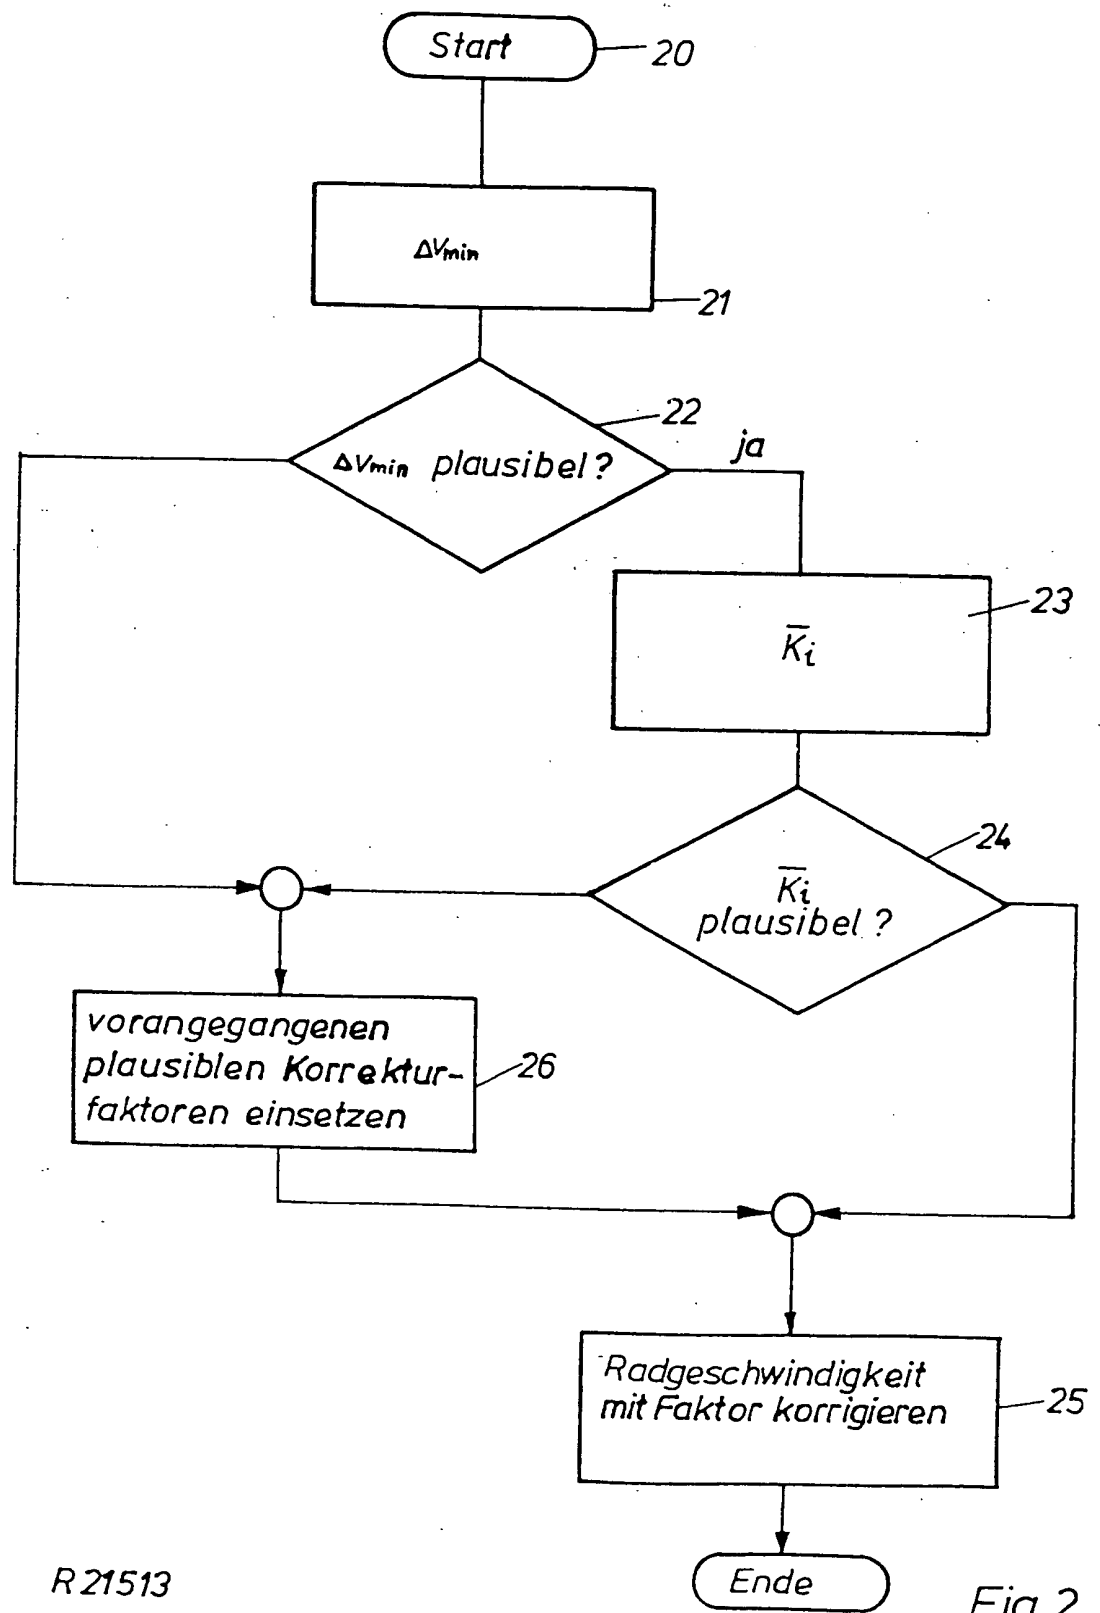 Start
20
ΔVmin
21
22
ΔVmin plausibel?
ja
23
K̅i
24
K̅i
plausibel?
vorangegangenen
plausiblen Korrektur-
faktoren einsetzen
26
Radgeschwindigkeit
mit Faktor korrigieren
25
Ende
R21513
Fig.2